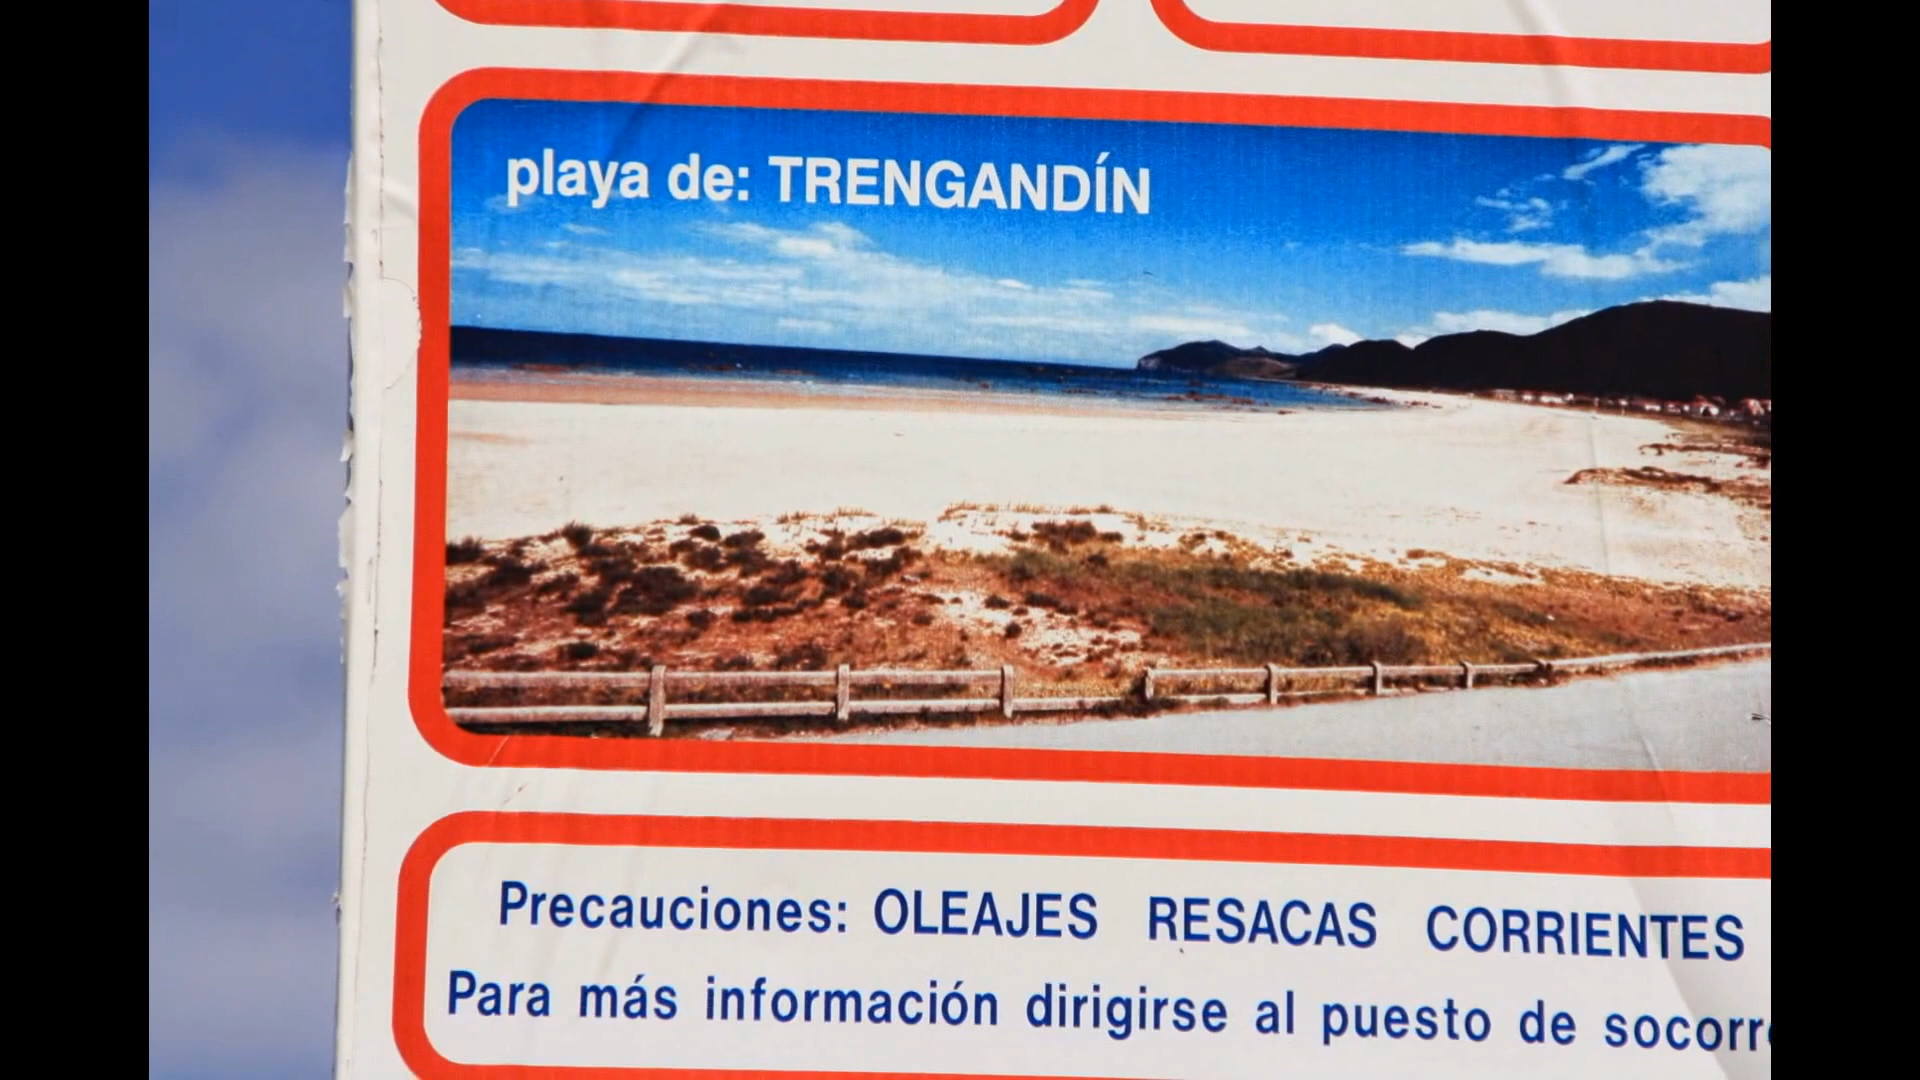 playa de: TRENGANDÍN
Precauciones: OLEAJES RESACAS CORRIENTES
Para más información dirigirse al puesto de